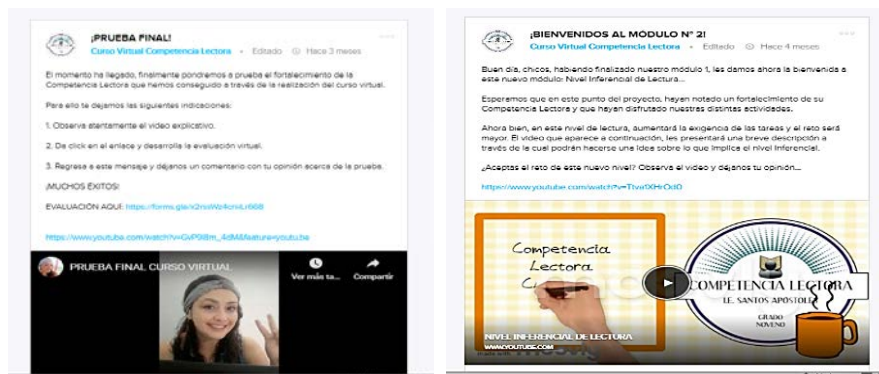 ¡PRUEBA FINAL!
Curso Virtual Competencia Lectora • Editado Hace 3 meses
El momento ha llegado, finalmente pondremos a prueba el fortalecimiento de la
Competencia Lectora que hemos conseguido a través de la realización del curso virtual.
Para ello te dejamos las siguientes indicaciones:
1. Observa atentamente el video explicativo.
2. Da click en el enlace y desarrolla la evaluación virtual.
3. Regresa a este mensaje y déjanos un comentario con tu opinión acerca de la prueba.
¡MUCHOS ÉXITOS!
EVALUACIÓN AQUÍ:
PRUEBA FINAL CURSO VIRTUAL
Ver más ta...
Compartir
¡BIENVENIDOS AL MÓDULO N° 2!
Curso Virtual Competencia Lectora • Editado Hace 4 meses
Buen día, chicos, habiendo finalizado nuestro módulo 1, les damos ahora la bienvenida a
este nuevo módulo: Nivel Inferencial de Lectura...
Esperamos que en este punto del proyecto, hayan notado un fortalecimiento de su
Competencia Lectora y que hayan disfrutado nuestras distintas actividades.
Ahora bien, en este nivel de lectura, aumentará la exigencia de las tareas y el reto será
mayor. El video que aparece a continuación, les presentará una breve descripción a
través de la cual podrán hacerse una idea sobre lo que implica el nivel Inferencial.
¿Aceptas el reto de este nuevo nivel? Observa el video y déjanos tu opinión...
Competencia
Lectora
COMPETENCIA LECTORA
I.E. SANTOS APÓSTOLES
GRADO
NOVENO
NIVEL INFERENCIAL DE LECTURA
WWW.YOUTUBE.COM